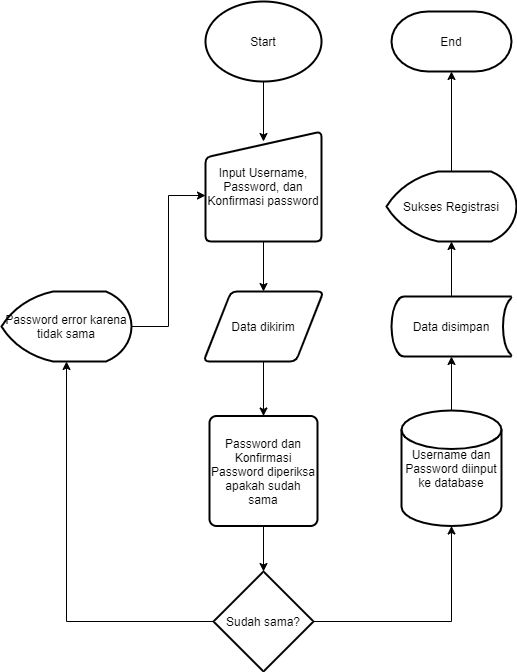 Start
End
Input Username,
Password, dan
Konfirmasi password
Sukses Registrasi
Password error karena
tidak sama
Data dikirim
Data disimpan
Password dan
Konfirmasi
Password diperiksa
apakah sudah
sama
Username dan
Password diinput
ke database
Sudah sama?